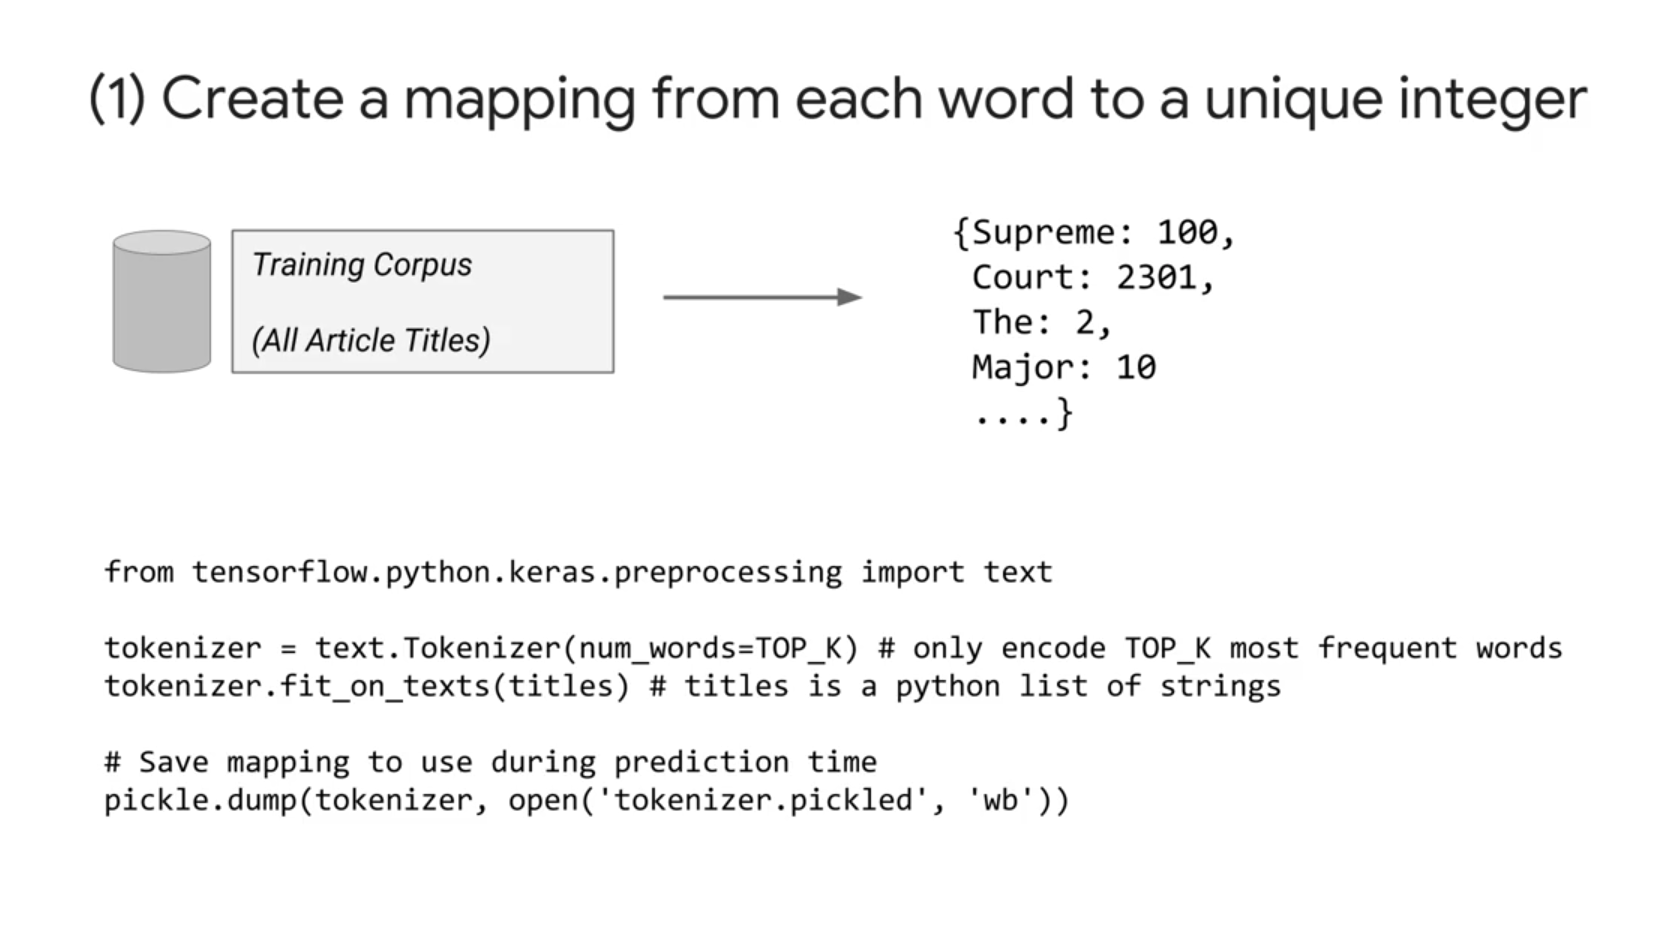 (1) Create a mapping from each word to a unique integer
Training Corpus
(All Article Titles)
{Supreme: 100,
Court: 2301,
The: 2,
Major: 10
....}
from tensorflow.python.keras.preprocessing import text
tokenizer = text.Tokenizer(num_words=TOP_K) # only encode TOP_K most frequent words
tokenizer.fit_on_texts(titles) # titles is a python list of strings
# Save mapping to use during prediction time
pickle.dump(tokenizer, open('tokenizer.pickled', 'wb'))